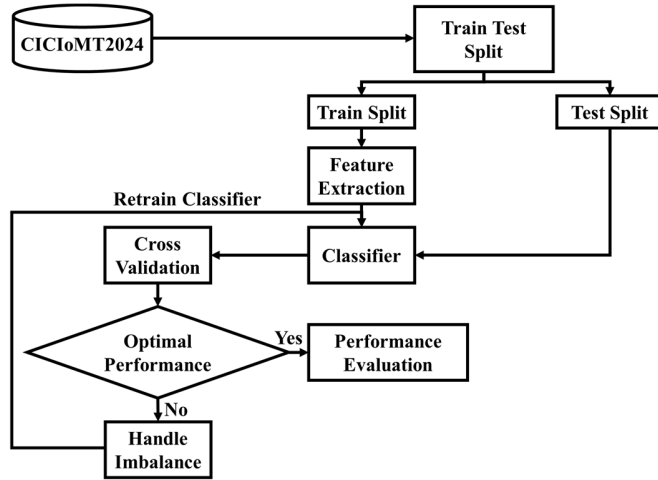 CICIoMT2024
Train Test
Split
Train Split
Test Split
Feature
Extraction
Retrain Classifier
Cross
Validation
Classifier
Optimal
Performance
Yes
Performance
Evaluation
No
Handle
Imbalance